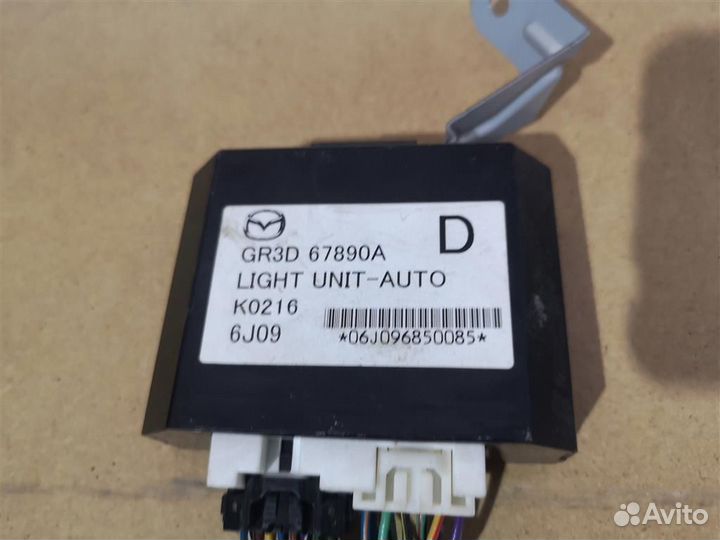 D
GR3D 67890A
LIGHT UNIT-AUTO
K0216
6J09
*06J096850085*
Avito